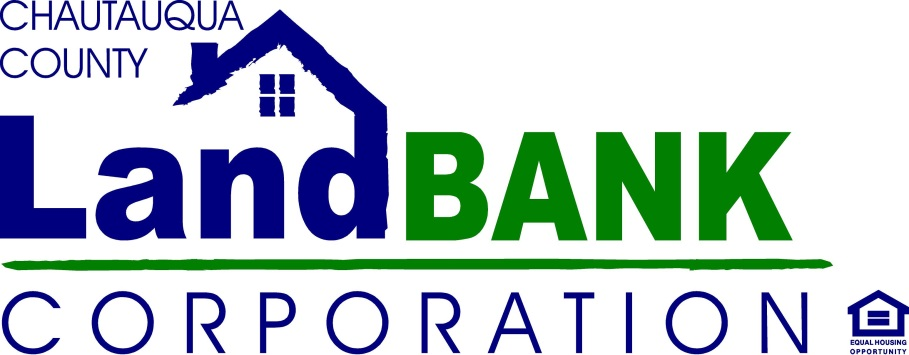 CHAUTAUQUA
COUNTY
LandBANK
CORPORATION
EQUAL HOUSING
OPPORTUNITY